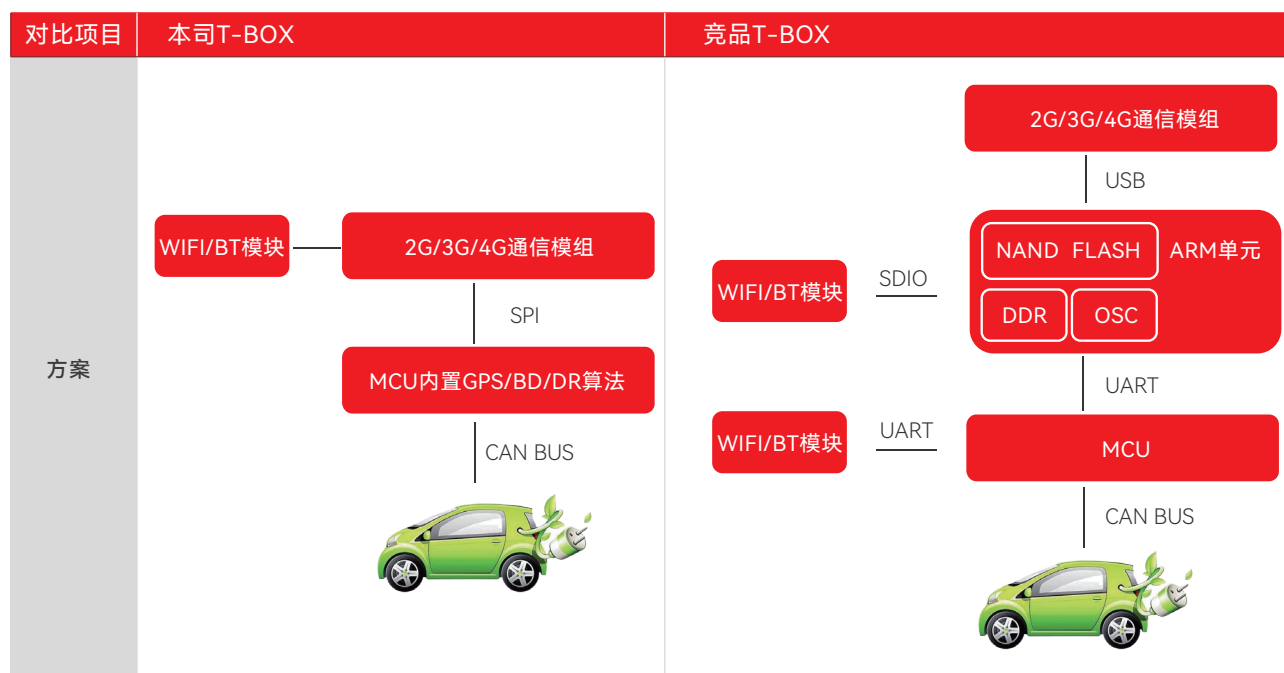 对比项目
本司T-BOX
竞品T-BOX
方案
WIFI/BT模块
2G/3G/4G通信模组
SPI
MCU内置GPS/BD/DR算法
CAN BUS
2G/3G/4G通信模组
USB
NAND FLASH
ARM单元
DDR
OSC
WIFI/BT模块
SDIO
UART
WIFI/BT模块
UART
MCU
CAN BUS